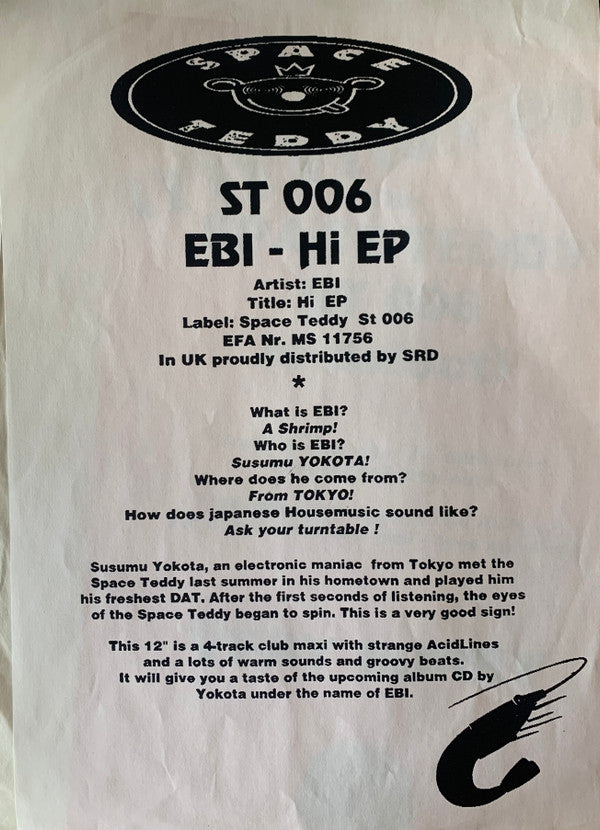 SPACE
TEDDY
ST 006
EBI - Hi EP
Artist: EBI
Title: Hi EP
Label: Space Teddy St 006
EFA Nr. MS 11756
In UK proudly distributed by SRD
*
What is EBI?
A Shrimp!
Who is EBI?
Susumu YOKOTA!
Where does he come from?
From TOKYO!
How does japanese Housemusic sound like?
Ask your turntable !
Susumu Yokota, an electronic maniac from Tokyo met the
Space Teddy last summer in his hometown and played him
his freshest DAT. After the first seconds of listening, the eyes
of the Space Teddy began to spin. This is a very good sign!
This 12" is a 4-track club maxi with strange AcidLines
and a lots of warm sounds and groovy beats.
It will give you a taste of the upcoming album CD by
Yokota under the name of EBI.